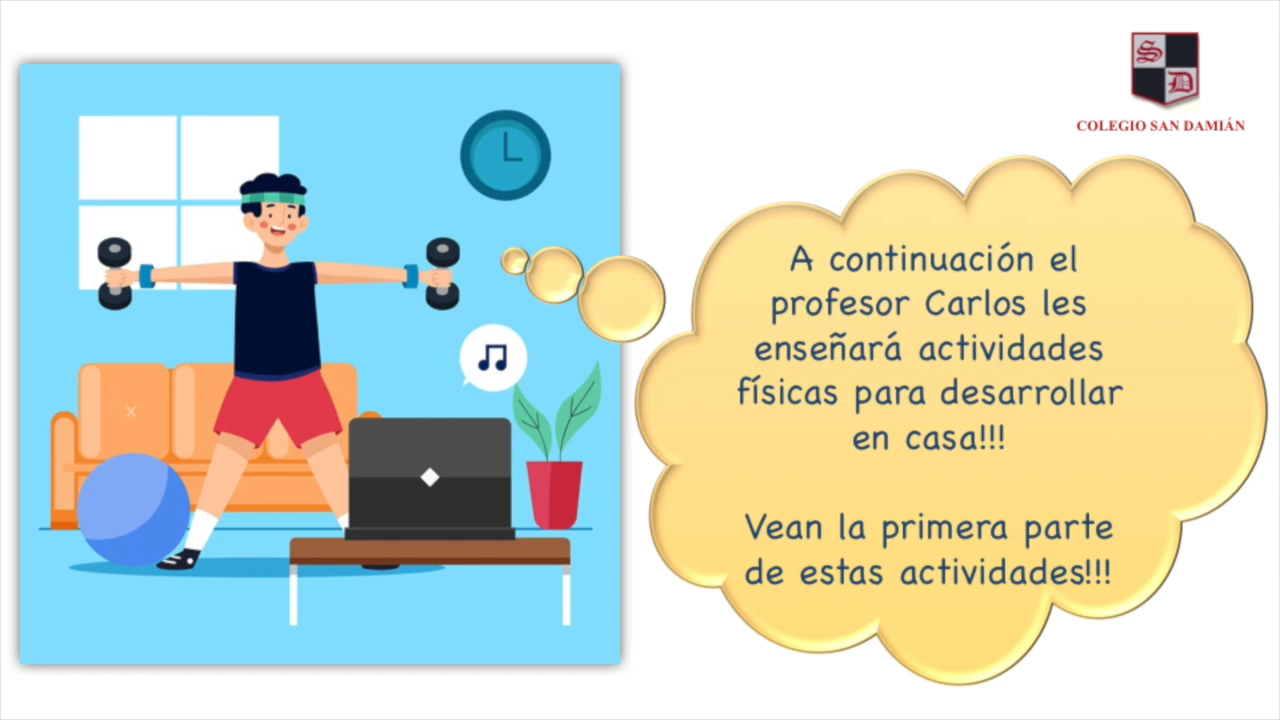 S
D
COLEGIO SAN DAMIÁN
A continuación el
profesor Carlos les
enseñará actividades
físicas para desarrollar
en casa!!!
Vean la primera parte
de estas actividades!!!